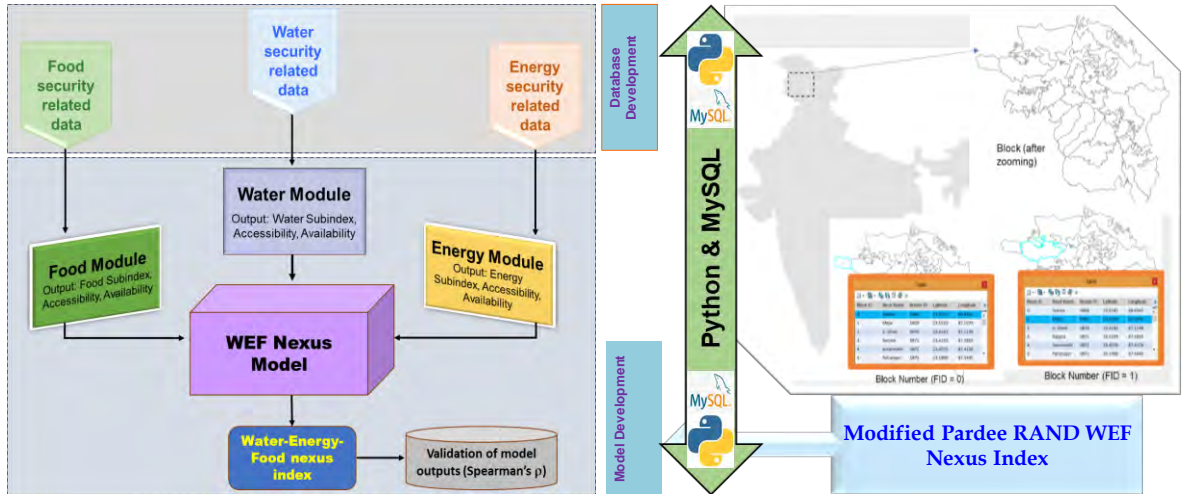 Food
security
related
data
Water
security
related
data
Energy
security
related
data
Water Module
Output: Water Subindex,
Accessibility, Availability
Food Module
Output: Food Subindex,
Accessibility, Availability
Energy Module
Output: Energy
Subindex, Accessibility,
Availability
WEF Nexus
Model
Water-Energy-
Food nexus
index
Validation of model
outputs (Spearman's ρ)
Database
Development
Model Development
MySQL
Python & MySQL
MySQL
Block (after
zooming)
Block Number (FID = 0)
Block Number (FID = 1)
Modified Pardee RAND WEF
Nexus Index